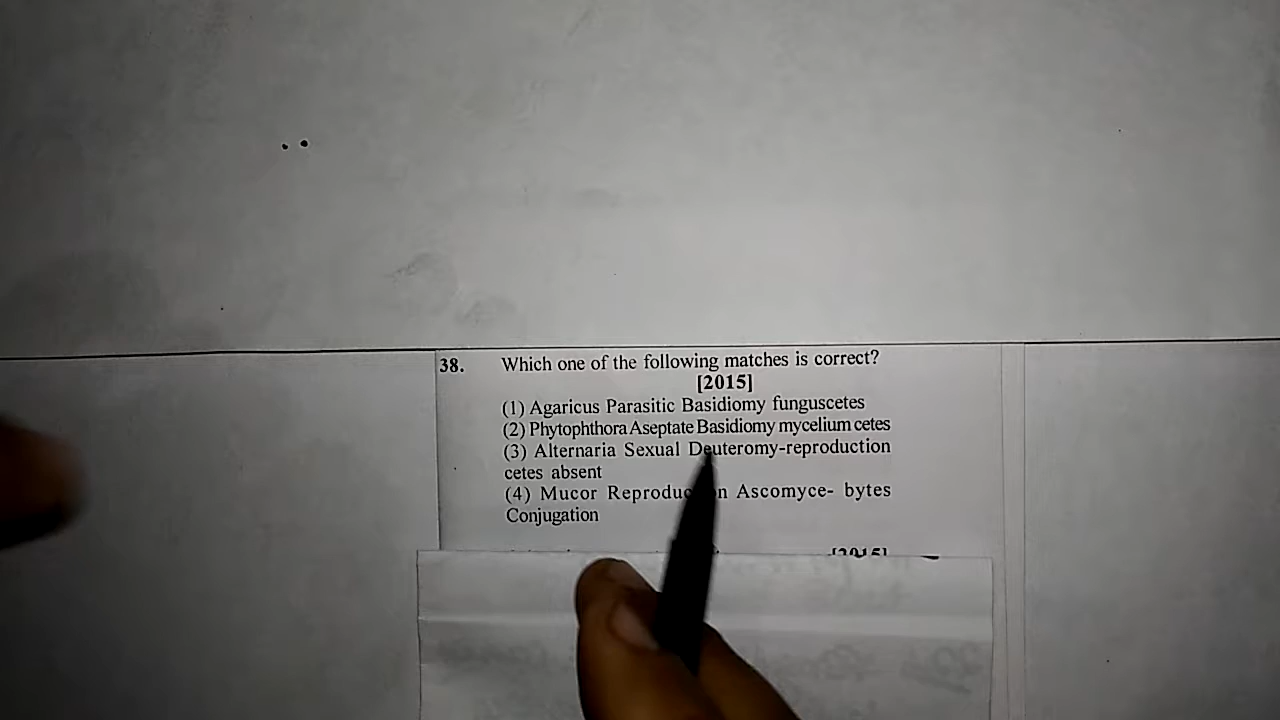 38. Which one of the following matches is correct?
[2015]
(1) Agaricus Parasitic Basidiomy funguscetes
(2) Phytophthora Aseptate Basidiomy mycelium cetes
(3) Alternaria Sexual Deuteromy-reproduction
cetes absent
(4) Mucor Ascomyce- bytes
Conjugation
[2015]